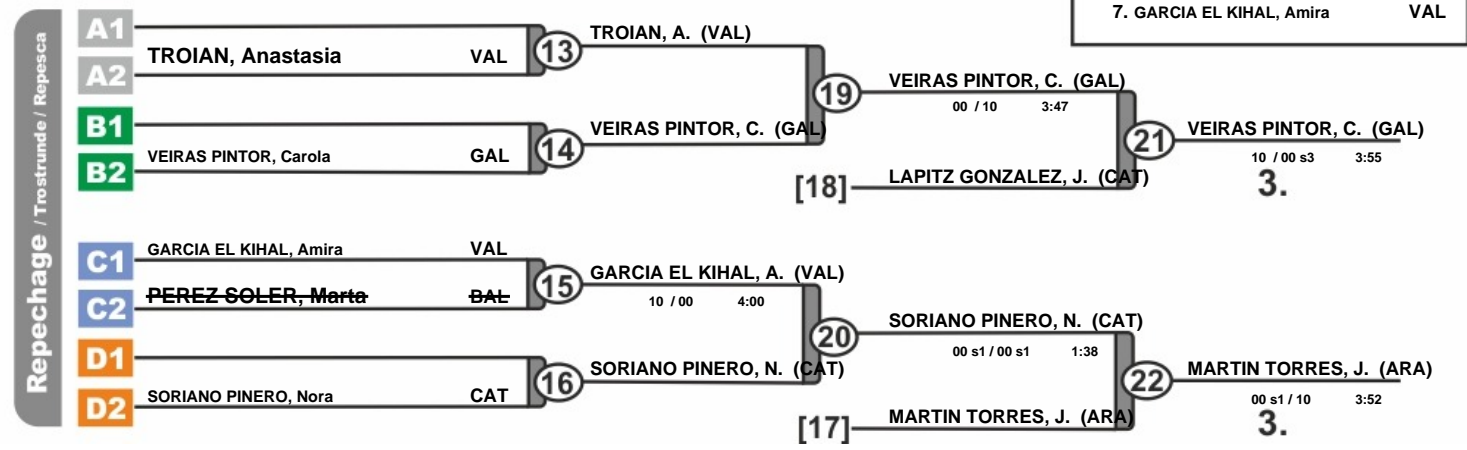 7. GARCIA EL KIHAL, Amira VAL
Repechage / Trostrunde / Repesca
A1
TROIAN, Anastasia VAL
A2
13
TROIAN, A. (VAL)
B1
VEIRAS PINTOR, Carola GAL
B2
14
VEIRAS PINTOR, C. (GAL)
19
VEIRAS PINTOR, C. (GAL)
00 / 10 3:47
[18] LAPITZ GONZALEZ, J. (CAT)
21
VEIRAS PINTOR, C. (GAL)
10 / 00 s3 3:55
3.
C1
GARCIA EL KIHAL, Amira VAL
C2
PEREZ SOLER, Marta BAL
15
GARCIA EL KIHAL, A. (VAL)
10 / 00 4:00
D1
D2
SORIANO PINERO, Nora CAT
16
SORIANO PINERO, N. (CAT)
20
SORIANO PINERO, N. (CAT)
00 s1 / 00 s1 1:38
[17] MARTIN TORRES, J. (ARA)
22
MARTIN TORRES, J. (ARA)
00 s1 / 10 3:52
3.